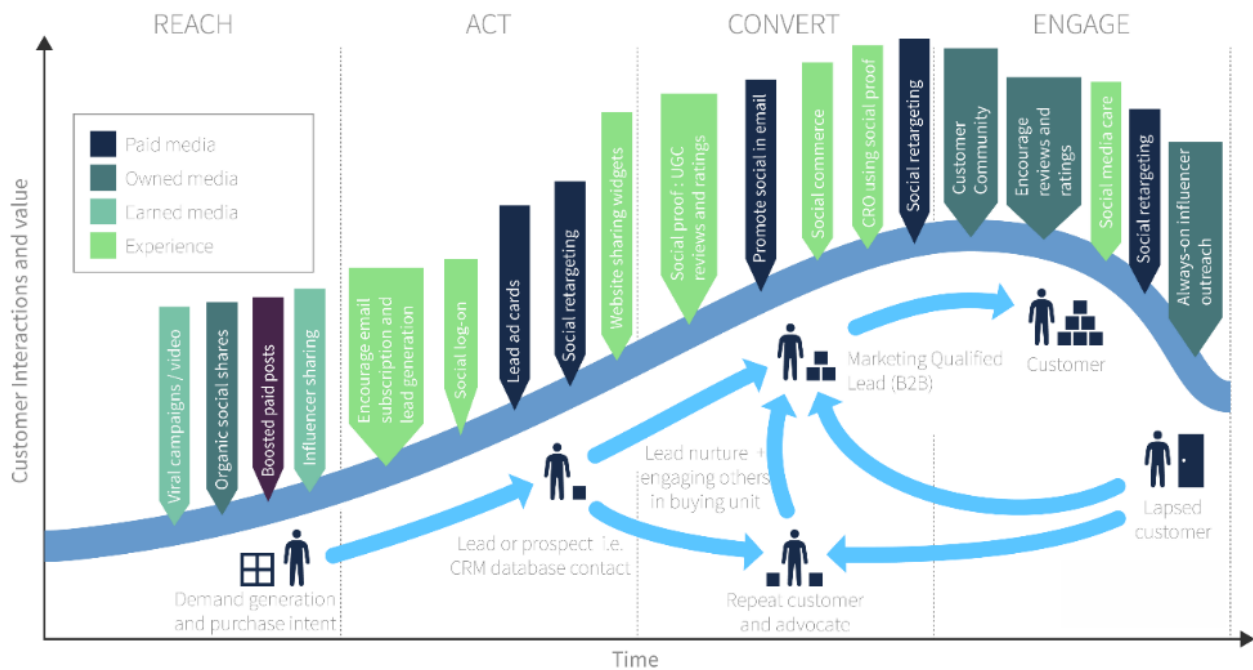 REACH
ACT
CONVERT
ENGAGE
Customer Interactions and value
Paid media
Owned media
Earned media
Experience
Viral campaigns / video
Organic social shares
Boosted paid posts
Influencer sharing
Encourage email
subscription and
lead generation
Social log-on
Lead ad cards
Social retargeting
Website sharing widgets
Social proof : UGC
reviews and ratings
Promote social in email
Social commerce
CRO using social proof
Social retargeting
Customer
Community
Encourage
reviews and
ratings
Social media care
Social retargeting
Always-on influencer
outreach
Demand generation
and purchase intent
Lead or prospect i.e.
CRM database contact
Lead nurture +
engaging others
in buying unit
Marketing Qualified
Lead (B2B)
Customer
Repeat customer
and advocate
Lapsed
customer
Time